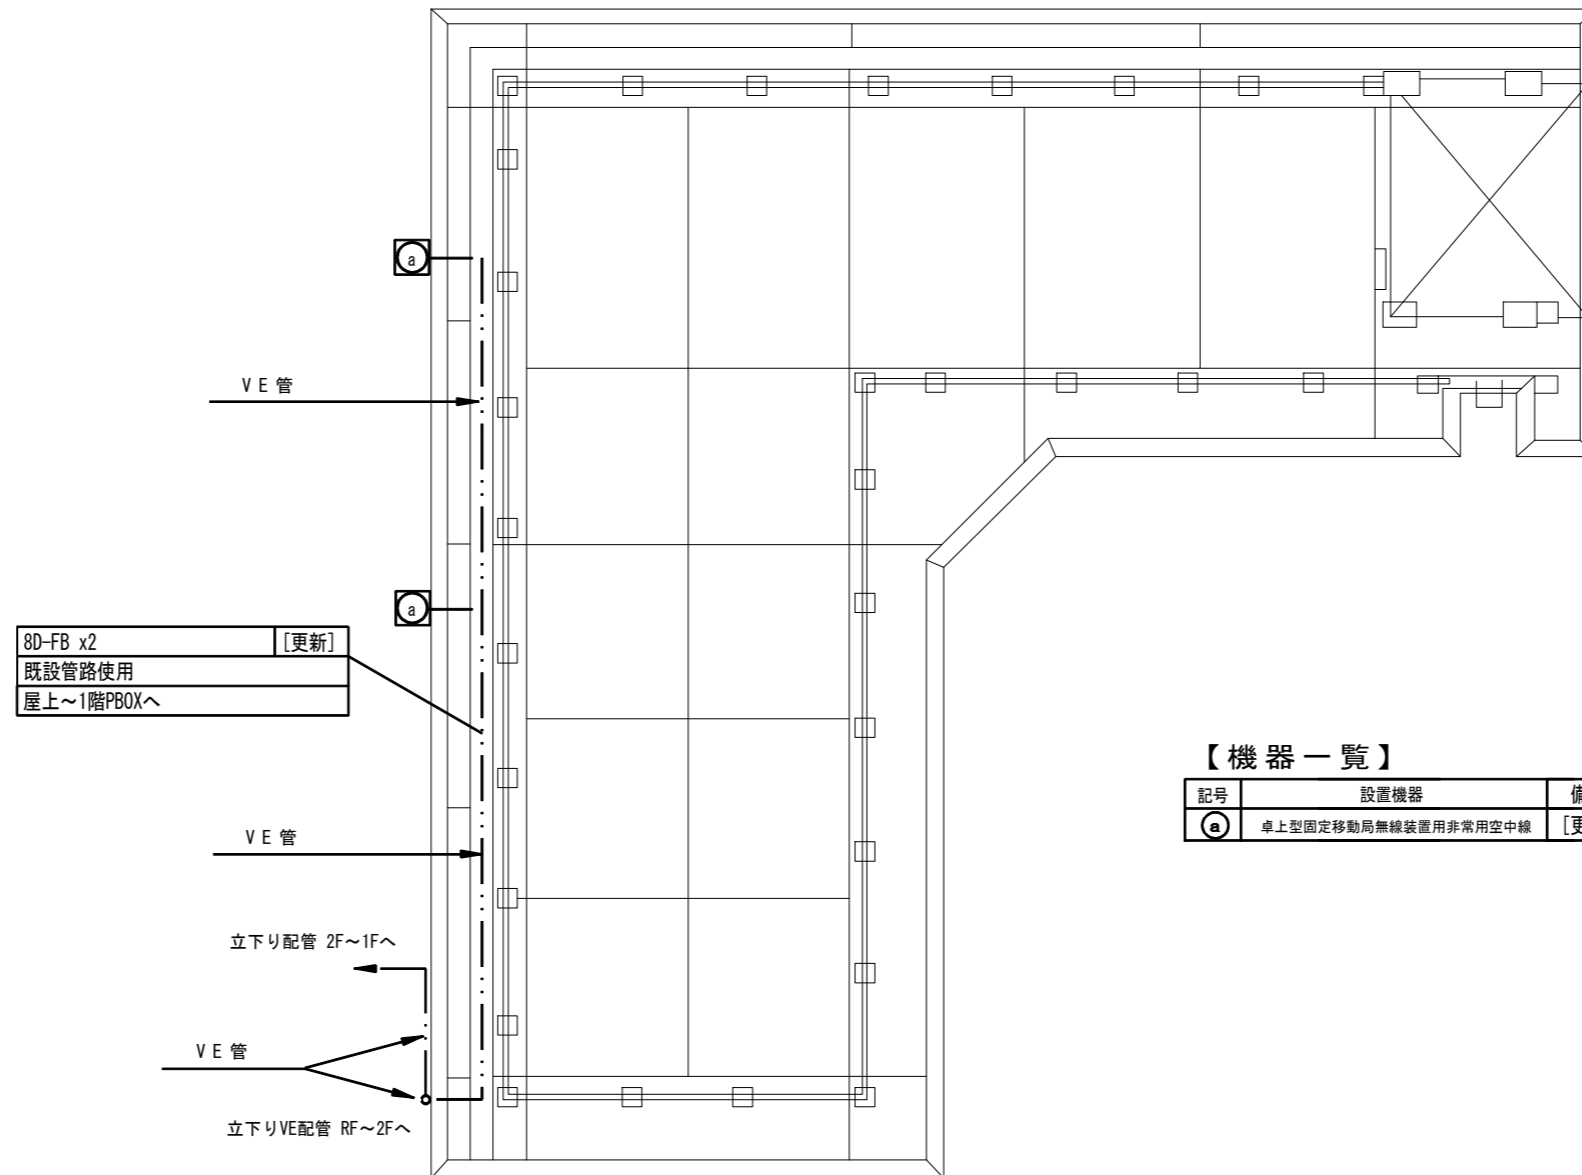 a
VE管
a
8D-FB x2 [更新]
既設管路使用
屋上～1階PBOXへ
【機器一覧】
記号 設置機器
a 卓上型固定移動局無線装置用非常用空中線
VE管
立下り配管 2F～1Fへ
VE管
立下りVE配管 RF～2Fへ